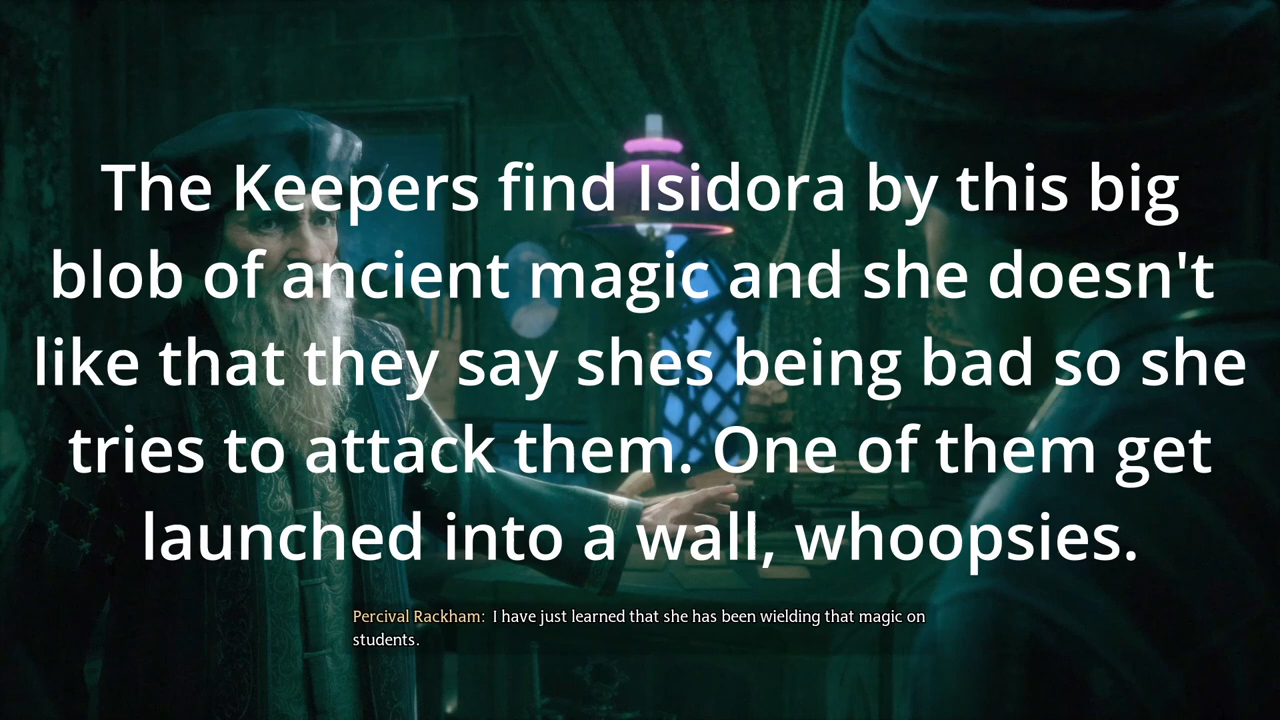 The Keepers find Isidora by this big
blob of ancient magic and she doesn't
like that they say shes being bad so she
tries to attack them. One of them get
launched into a wall, whoopsies.
Percival Rackham: I have just learned that she has been wielding that magic on
students.